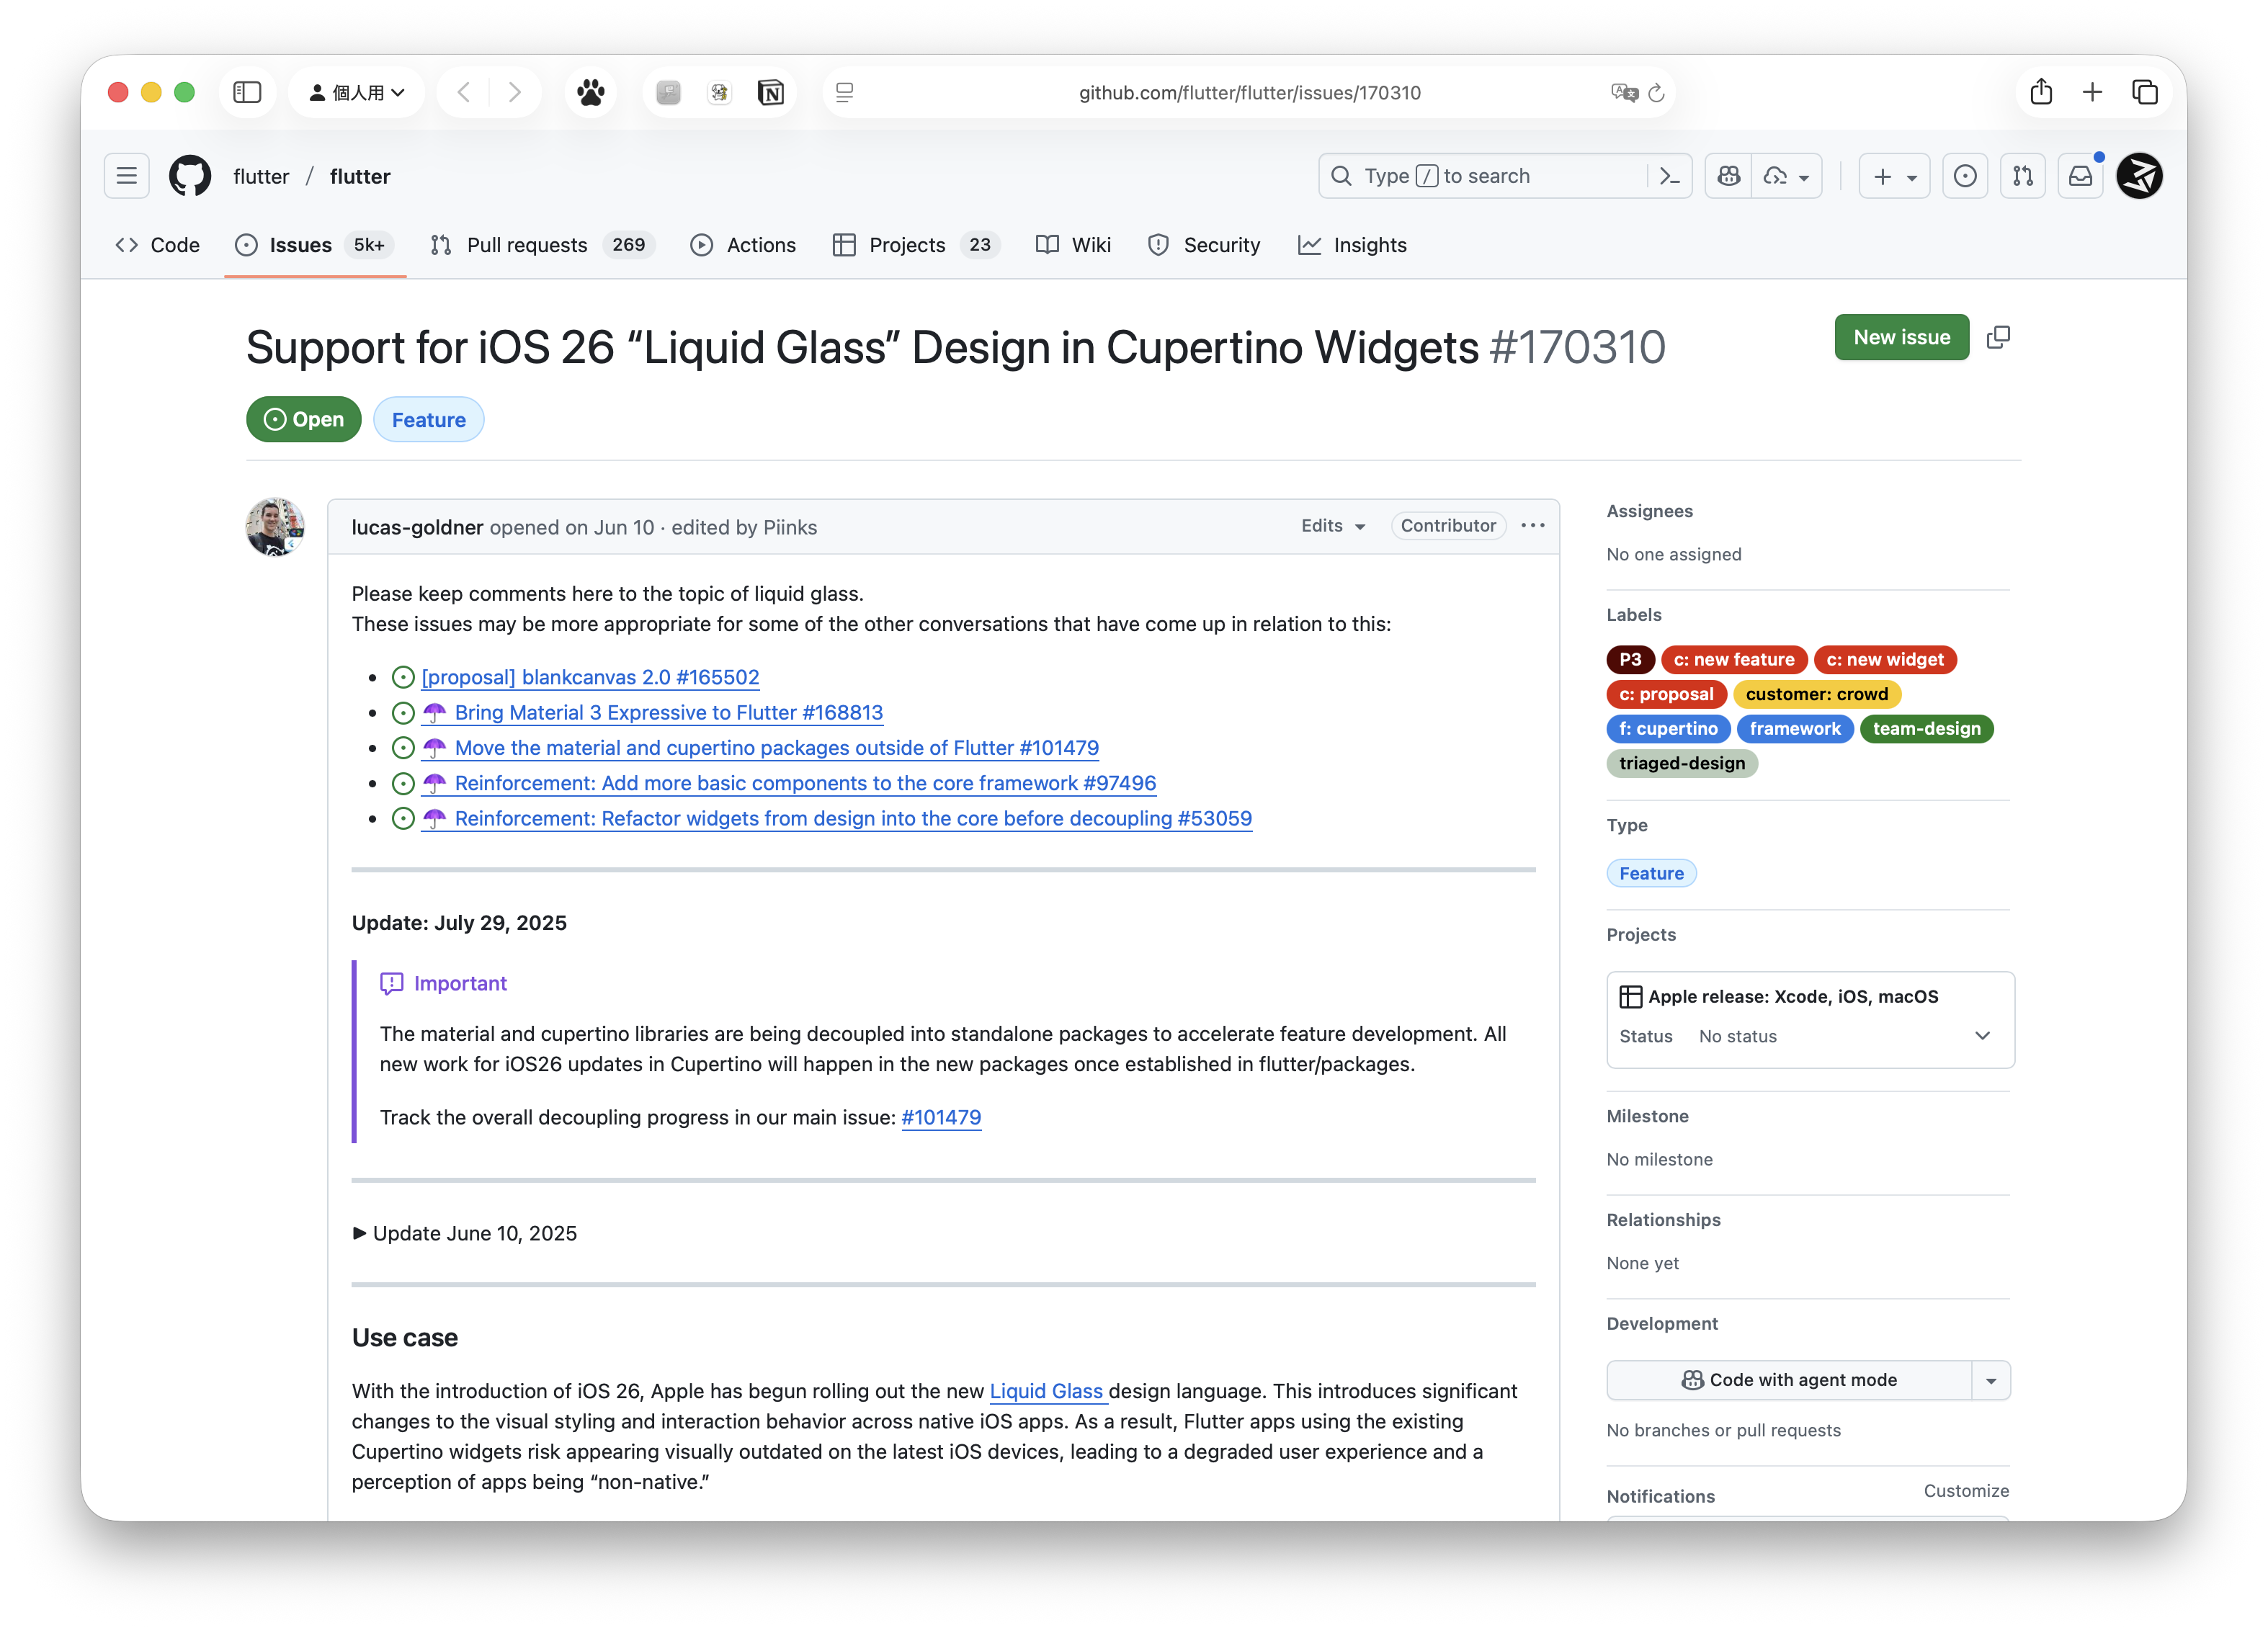 個人用
github.com/flutter/flutter/issues/170310
flutter / flutter
Type / to search
Code
Issues 5k+
Pull requests 269
Actions
Projects 23
Wiki
Security
Insights
Support for iOS 26 “Liquid Glass” Design in Cupertino Widgets #170310
New issue
Open
Feature
lucas-goldner opened on Jun 10 · edited by Piinks
Edits
Contributor
Please keep comments here to the topic of liquid glass.
These issues may be more appropriate for some of the other conversations that have come up in relation to this:
[proposal] blankcanvas 2.0 #165502
☂️ Bring Material 3 Expressive to Flutter #168813
☂️ Move the material and cupertino packages outside of Flutter #101479
☂️ Reinforcement: Add more basic components to the core framework #97496
☂️ Reinforcement: Refactor widgets from design into the core before decoupling #53059
Update: July 29, 2025
Important
The material and cupertino libraries are being decoupled into standalone packages to accelerate feature development. All
new work for iOS26 updates in Cupertino will happen in the new packages once established in flutter/packages.
Track the overall decoupling progress in our main issue: #101479
Update June 10, 2025
Use case
With the introduction of iOS 26, Apple has begun rolling out the new Liquid Glass design language. This introduces significant
changes to the visual styling and interaction behavior across native iOS apps. As a result, Flutter apps using the existing
Cupertino widgets risk appearing visually outdated on the latest iOS devices, leading to a degraded user experience and a
perception of apps being “non-native.”
Assignees
No one assigned
Labels
P3 c: new feature c: new widget
c: proposal customer: crowd
f: cupertino framework team-design
triaged-design
Type
Feature
Projects
Apple release: Xcode, iOS, macOS
Status No status
Milestone
No milestone
Relationships
None yet
Development
Code with agent mode
No branches or pull requests
Notifications
Customize